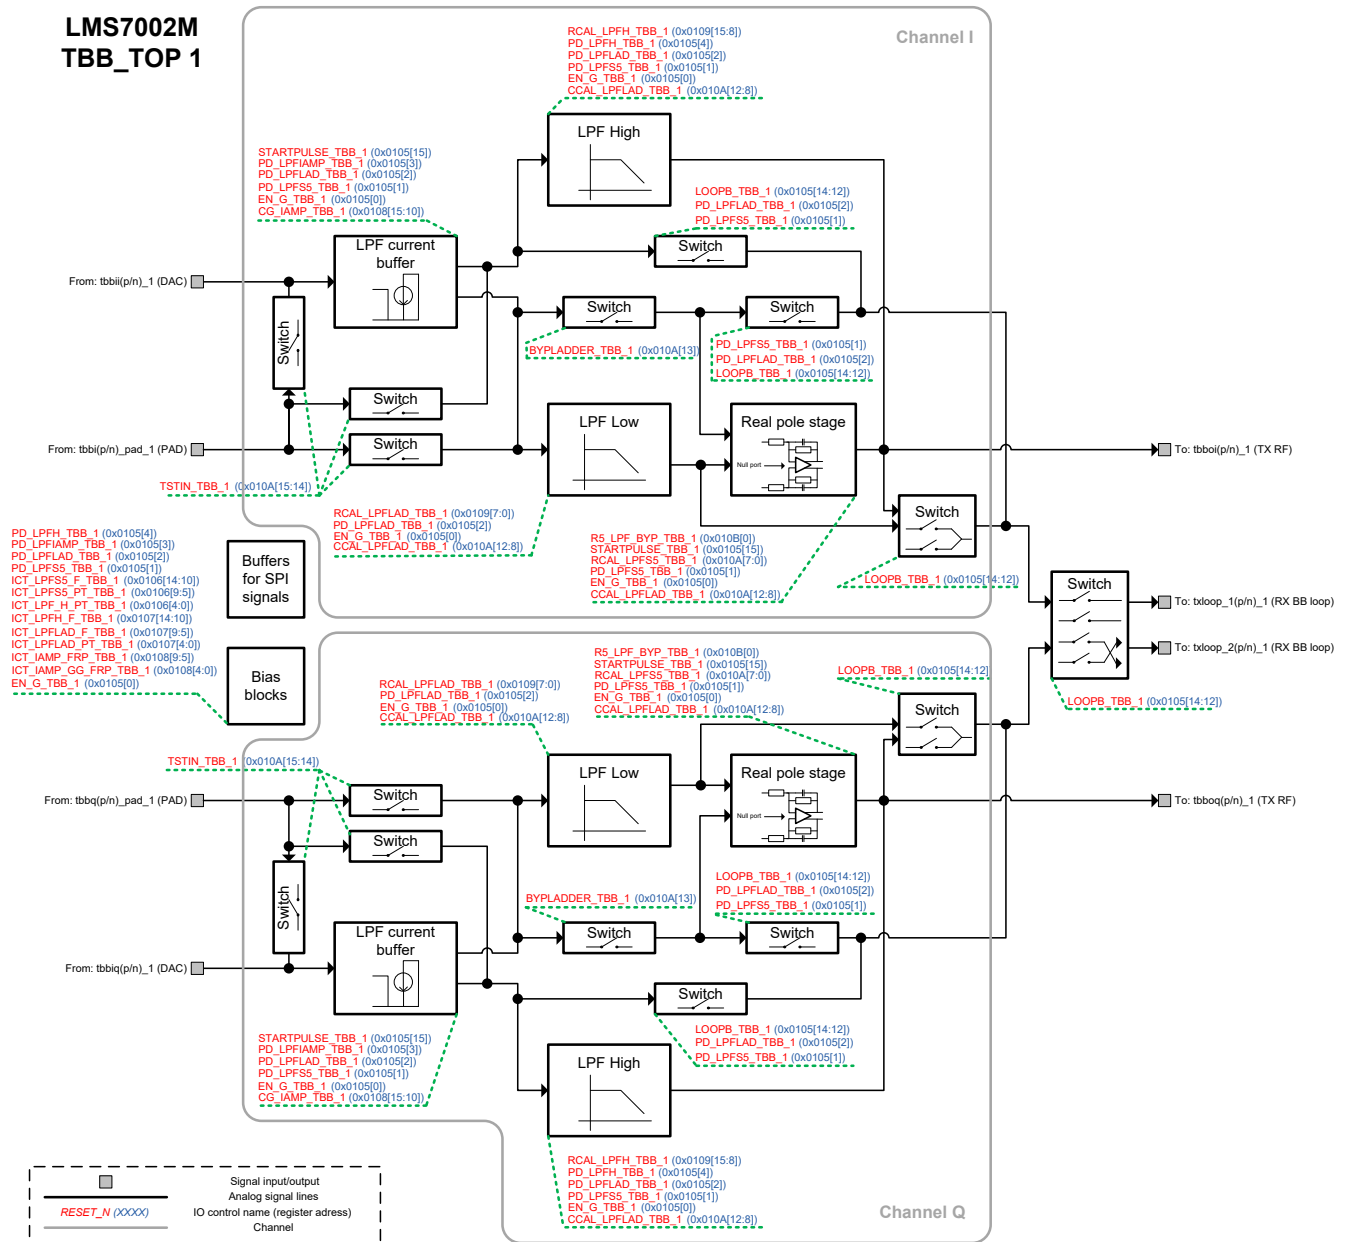 LMS7002M
TBB_TOP 1
Channel I
RCAL_LPFH_TBB_1 (0x0109[15:8])
PD_LPFH_TBB_1 (0x0105[4])
PD_LPFLAD_TBB_1 (0x0105[2])
PD_LPFS5_TBB_1 (0x0105[1])
EN_G_TBB_1 (0x0105[0])
CCAL_LPFLAD_TBB_1 (0x010A[12:8])
LPF High
STARTPULSE_TBB_1 (0x0105[15])
PD_LPFIAMP_TBB_1 (0x0105[3])
PD_LPFLAD_TBB_1 (0x0105[2])
PD_LPFS5_TBB_1 (0x0105[1])
EN_G_TBB_1 (0x0105[0])
CG_IAMP_TBB_1 (0x0108[15:10])
LOOPB_TBB_1 (0x0105[14:12])
PD_LPFLAD_TBB_1 (0x0105[2])
PD_LPFS5_TBB_1 (0x0105[1])
LPF current
buffer
Switch
From: tbbii(p/n)_1 (DAC)
Switch
Switch
Switch
BYPLADDER_TBB_1 (0x010A[13])
PD_LPFS5_TBB_1 (0x0105[1])
PD_LPFLAD_TBB_1 (0x0105[2])
LOOPB_TBB_1 (0x0105[14:12])
Switch
Switch
LPF Low
Real pole stage
Null port
From: tbbi(p/n)_pad_1 (PAD)
To: tbboi(p/n)_1 (TX RF)
TSTIN_TBB_1 (0x010A[15:14])
RCAL_LPFLAD_TBB_1 (0x0109[7:0])
PD_LPFLAD_TBB_1 (0x0105[2])
EN_G_TBB_1 (0x0105[0])
CCAL_LPFLAD_TBB_1 (0x010A[12:8])
Switch
R5_LPF_BYP_TBB_1 (0x010B[0])
STARTPULSE_TBB_1 (0x0105[15])
RCAL_LPFS5_TBB_1 (0x010A[7:0])
PD_LPFS5_TBB_1 (0x0105[1])
EN_G_TBB_1 (0x0105[0])
CCAL_LPFLAD_TBB_1 (0x010A[12:8])
LOOPB_TBB_1 (0x0105[14:12])
PD_LPFH_TBB_1 (0x0105[4])
PD_LPFIAMP_TBB_1 (0x0105[3])
PD_LPFLAD_TBB_1 (0x0105[2])
PD_LPFS5_TBB_1 (0x0105[1])
ICT_LPFS5_F_TBB_1 (0x0106[14:10])
ICT_LPFS5_PT_TBB_1 (0x0106[9:5])
ICT_LPF_H_PT_TBB_1 (0x0106[4:0])
ICT_LPFH_F_TBB_1 (0x0107[14:10])
ICT_LPFLAD_F_TBB_1 (0x0107[9:5])
ICT_LPFLAD_PT_TBB_1 (0x0107[4:0])
ICT_IAMP_FRP_TBB_1 (0x0108[9:5])
ICT_IAMP_GG_FRP_TBB_1 (0x0108[4:0])
EN_G_TBB_1 (0x0105[0])
Buffers
for SPI
signals
Bias
blocks
Switch
To: txloop_1(p/n)_1 (RX BB loop)
To: txloop_2(p/n)_1 (RX BB loop)
LOOPB_TBB_1 (0x0105[14:12])
R5_LPF_BYP_TBB_1 (0x010B[0])
STARTPULSE_TBB_1 (0x0105[15])
RCAL_LPFS5_TBB_1 (0x010A[7:0])
PD_LPFS5_TBB_1 (0x0105[1])
EN_G_TBB_1 (0x0105[0])
CCAL_LPFLAD_TBB_1 (0x010A[12:8])
LOOPB_TBB_1 (0x0105[14:12]
RCAL_LPFLAD_TBB_1 (0x0109[7:0])
PD_LPFLAD_TBB_1 (0x0105[2])
EN_G_TBB_1 (0x0105[0])
CCAL_LPFLAD_TBB_1 (0x010A[12:8])
Switch
TSTIN_TBB_1 (0x010A[15:14])
From: tbbq(p/n)_pad_1 (PAD)
Switch
LPF Low
Real pole stage
Null port
To: tbboq(p/n)_1 (TX RF)
Switch
Switch
BYPLADDER_TBB_1 (0x010A[13])
LOOPB_TBB_1 (0x0105[14:12])
PD_LPFLAD_TBB_1 (0x0105[2])
PD_LPFS5_TBB_1 (0x0105[1])
LPF current
buffer
Switch
Switch
From: tbbiq(p/n)_1 (DAC)
Switch
LOOPB_TBB_1 (0x0105[14:12])
PD_LPFLAD_TBB_1 (0x0105[2])
PD_LPFS5_TBB_1 (0x0105[1])
STARTPULSE_TBB_1 (0x0105[15])
PD_LPFIAMP_TBB_1 (0x0105[3])
PD_LPFLAD_TBB_1 (0x0105[2])
PD_LPFS5_TBB_1 (0x0105[1])
EN_G_TBB_1 (0x0105[0])
CG_IAMP_TBB_1 (0x0108[15:10])
LPF High
RCAL_LPFH_TBB_1 (0x0109[15:8])
PD_LPFH_TBB_1 (0x0105[4])
PD_LPFLAD_TBB_1 (0x0105[2])
PD_LPFS5_TBB_1 (0x0105[1])
EN_G_TBB_1 (0x0105[0])
CCAL_LPFLAD_TBB_1 (0x010A[12:8])
Channel Q
Signal input/output
Analog signal lines
RESET_N (XXXX) IO control name (register adress)
Channel